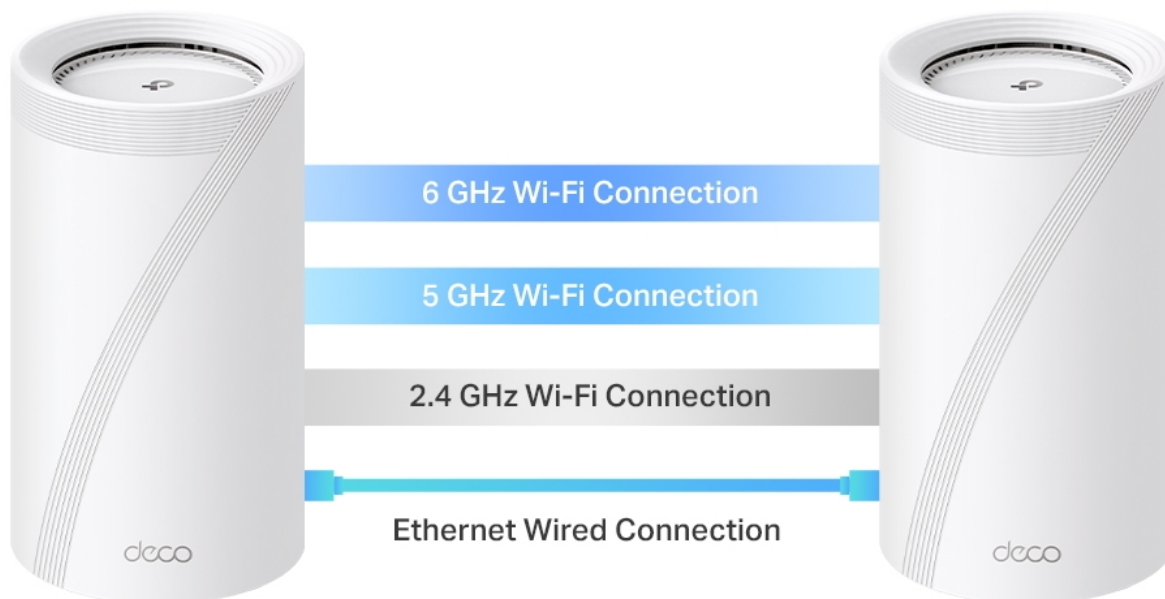 6 GHz Wi-Fi Connection
5 GHz Wi-Fi Connection
2.4 GHz Wi-Fi Connection
Ethernet Wired Connection
deco
deco